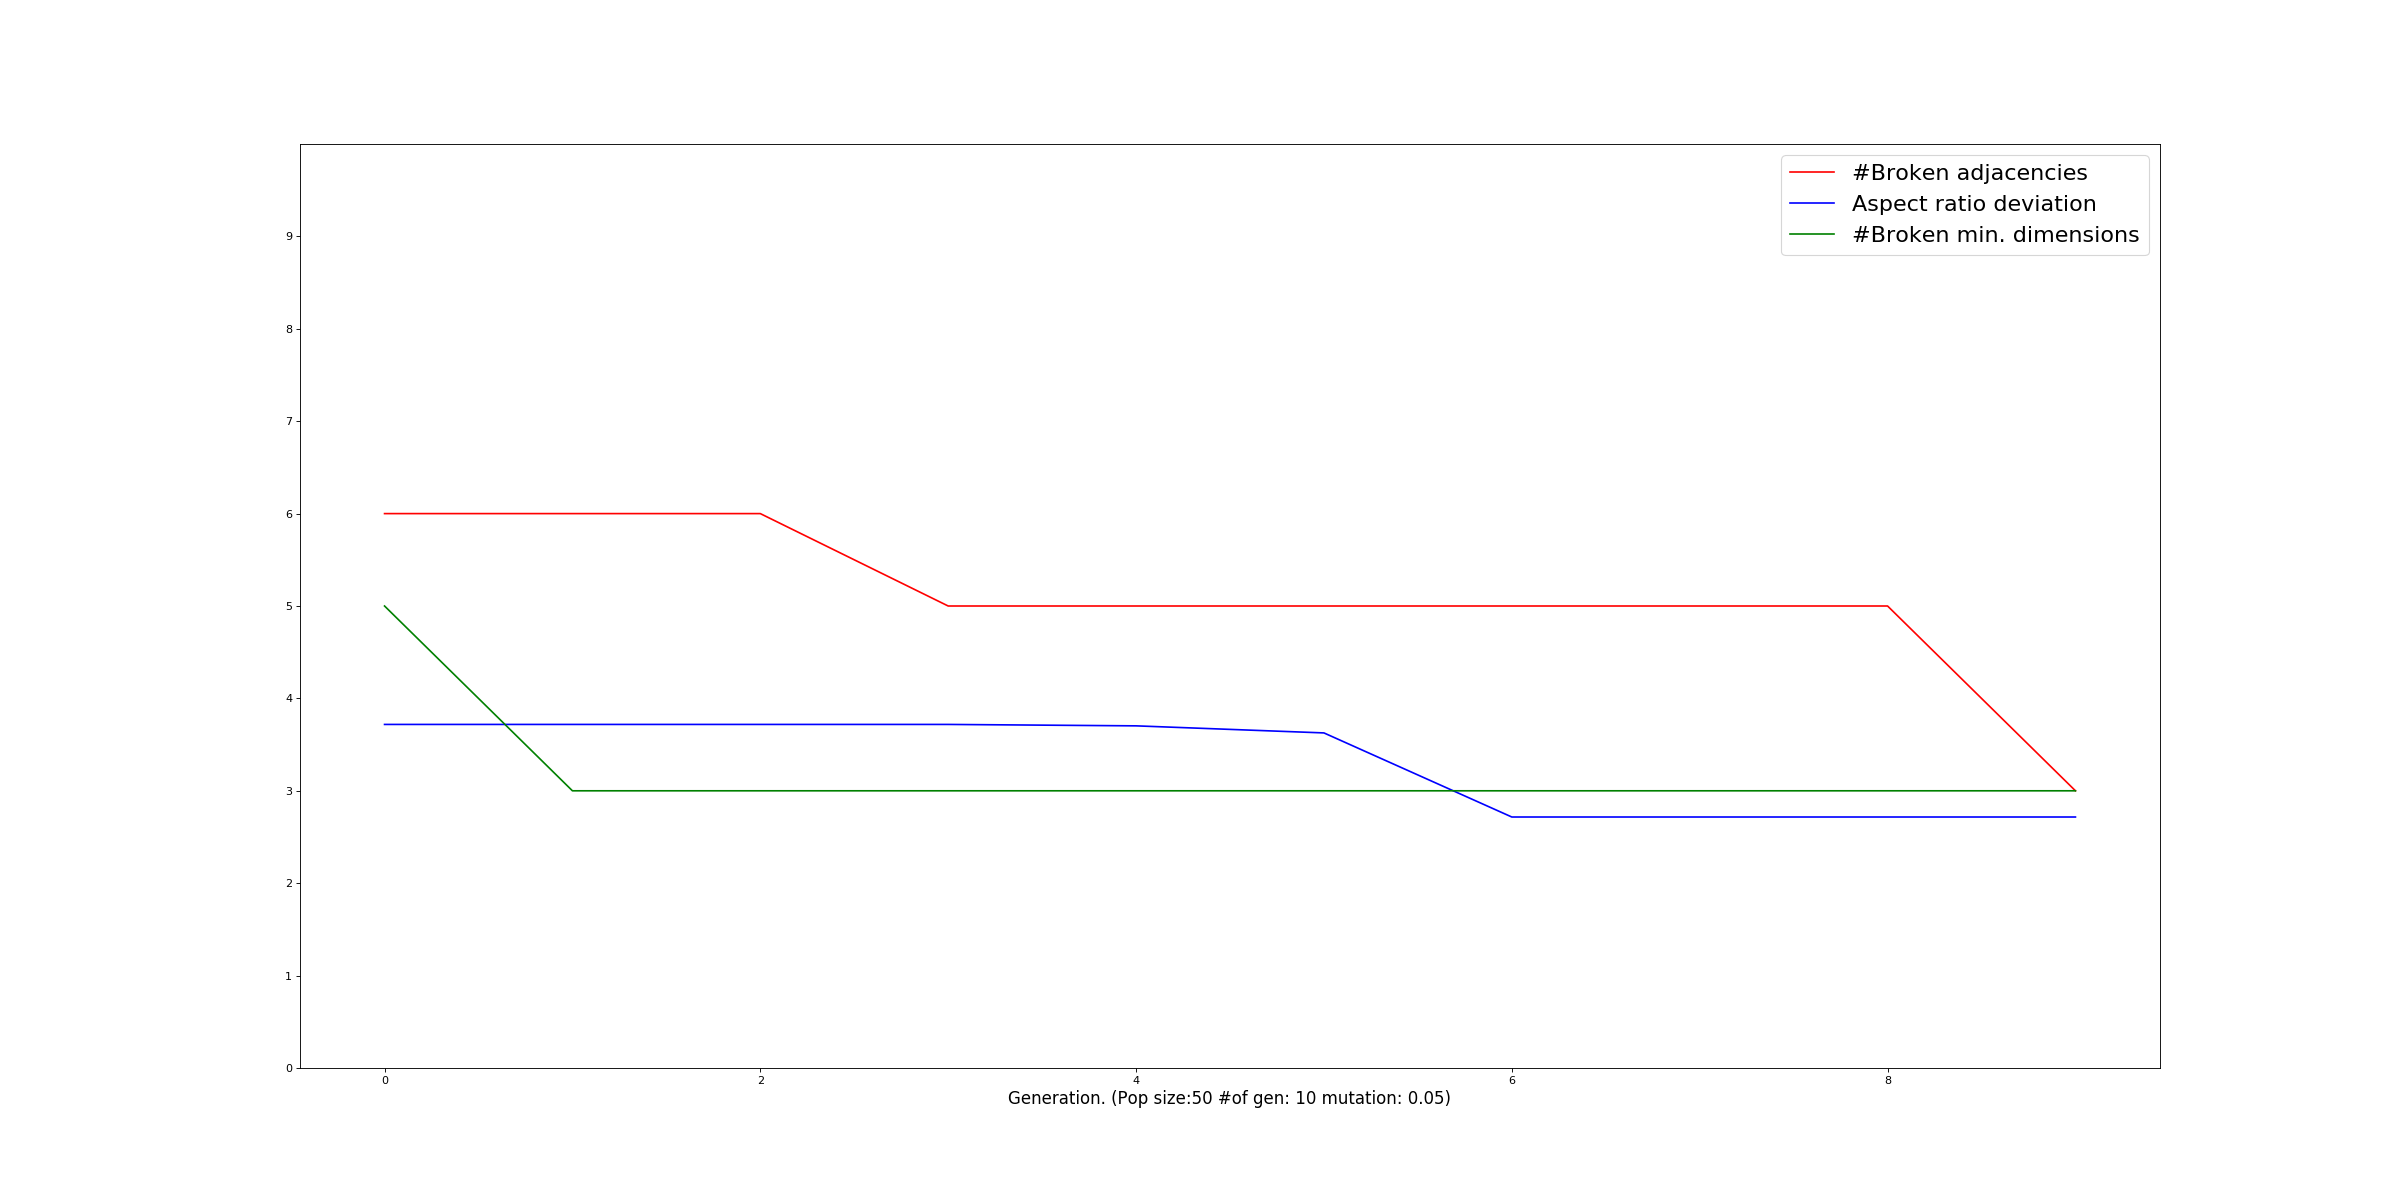 #Broken adjacencies
Aspect ratio deviation
#Broken min. dimensions
9
8
7
6
5
4
3
2
1
0
0 2 4 6 8
Generation. (Pop size:50 #of gen: 10 mutation: 0.05)